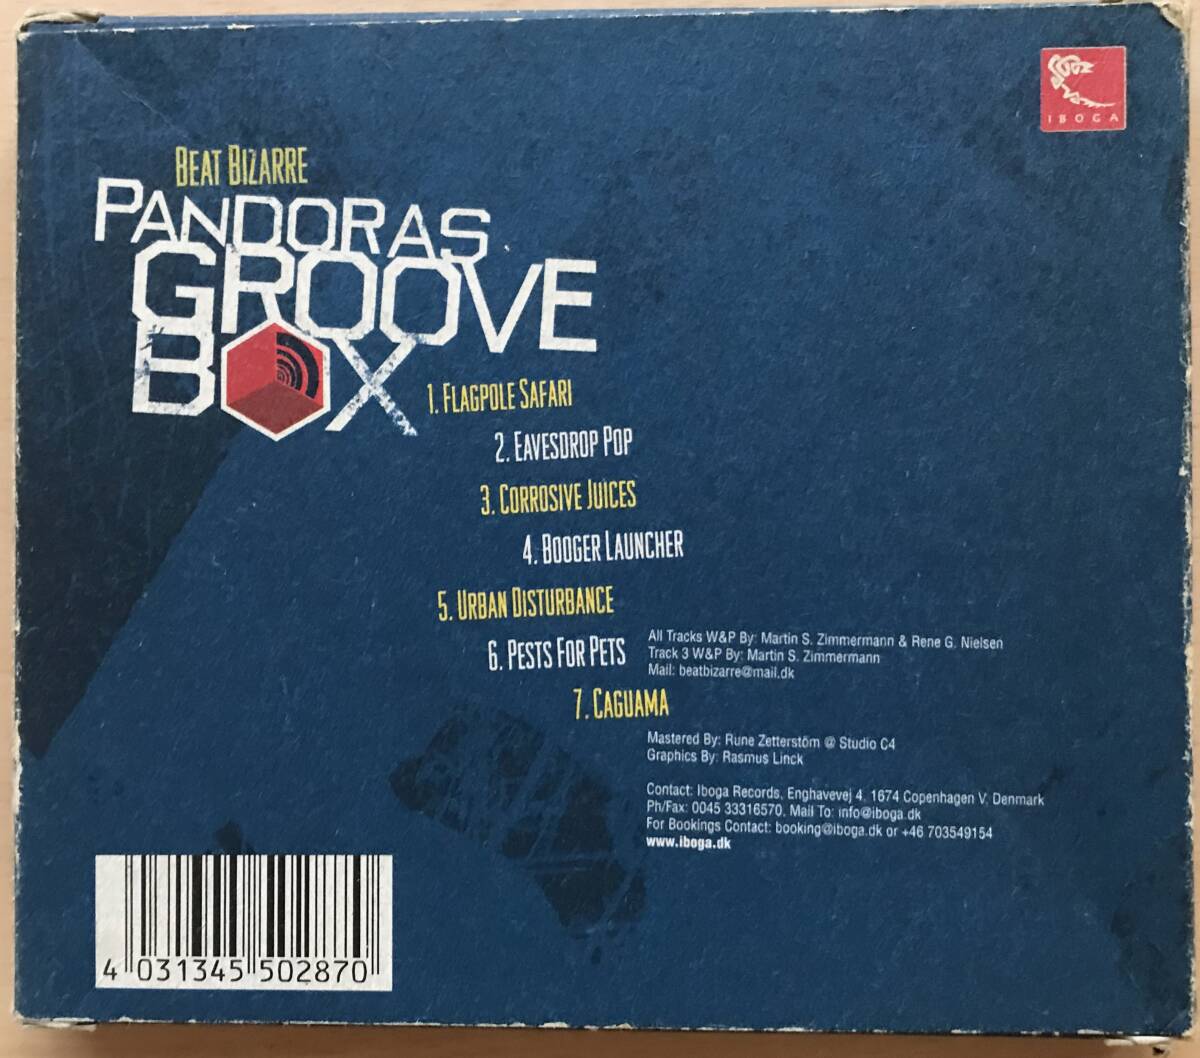 IBOGA
BEAT BIZARRE
PANDORAS
GROOVE
BOX
1. FLAGPOLE SAFARI
2. EAVESDROP POP
3. CORROSIVE JUICES
4. BOOGER LAUNCHER
5. URBAN DISTURBANCE
6. PESTS FOR PETS
7. CAGUAMA
All Tracks W&P By: Martin S. Zimmermann & Rene G. Nielsen
Track 3 W&P By: Martin S. Zimmermann
Mail: beatbizarre@mail.dk
Mastered By: Rune Zetterstöm @ Studio C4
Graphics By: Rasmus Linck
Contact: Iboga Records, Enghavevej 4, 1674 Copenhagen V, Denmark
Ph/Fax: 0045 33316570, Mail To: info@iboga.dk
For Bookings Contact: booking@iboga.dk or +46 703549154
www.iboga.dk
4 031345 502870